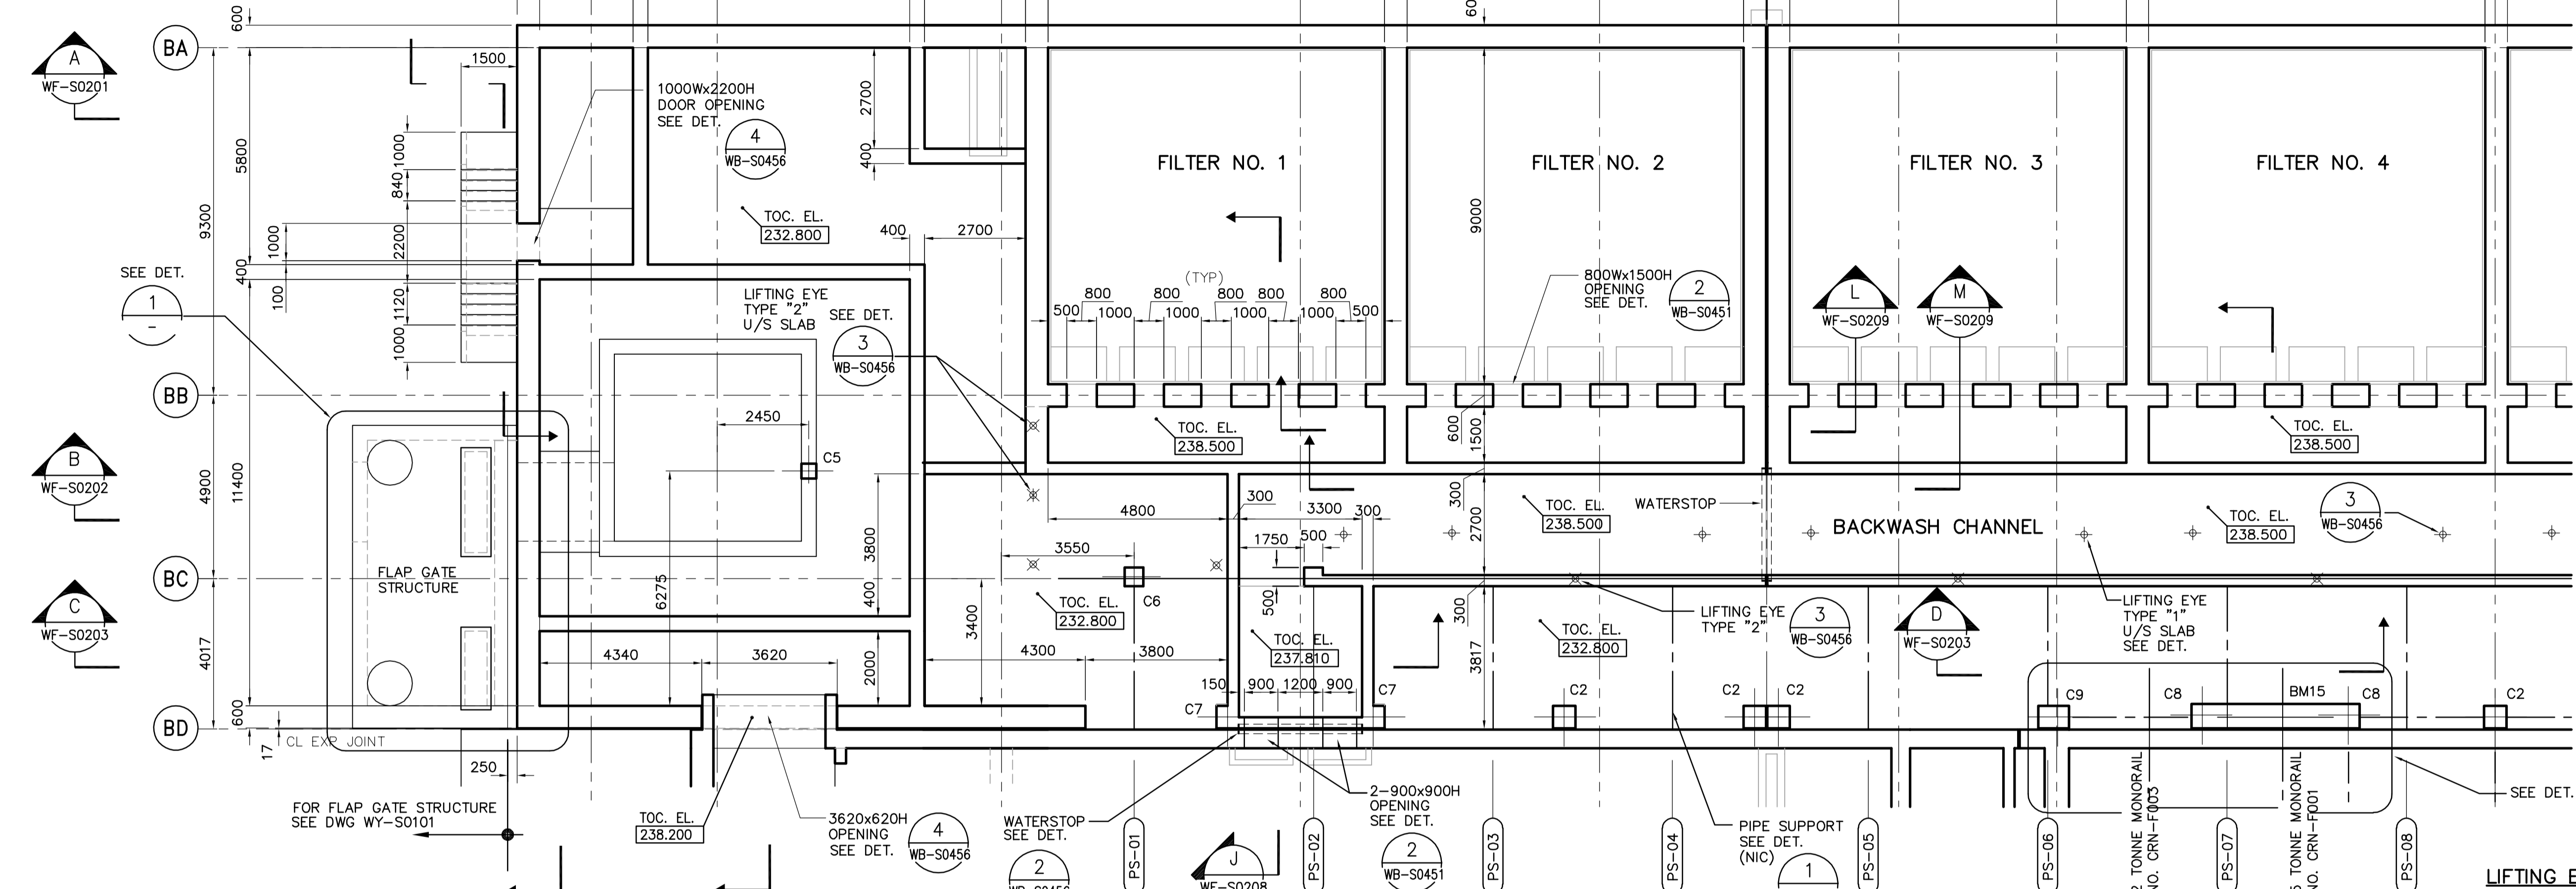 600
60
BA
A
WF-S0201
1500
1000Wx2200H
DOOR OPENING
SEE DET.
4
WB-S0456
2700
400
FILTER NO. 1
FILTER NO. 2
FILTER NO. 3
FILTER NO. 4
5800
9300
1000
840
2200
1000
400
100
1120
1000
TOC. EL.
232.800
400
2700
9000
SEE DET.
1
-
LIFTING EYE
TYPE "2"
U/S SLAB
SEE DET.
3
WB-S0456
(TYP)
800
800
800
800
800
500
1000
1000
1000
1000
500
800Wx1500H
OPENING
SEE DET.
2
WB-S0451
L
WF-S0209
M
WF-S0209
BB
2450
C5
TOC. EL.
238.500
600
1500
TOC. EL.
238.500
B
WF-S0202
4900
11400
6275
3800
400
4800
300
3300
300
1750
500
500
300
2700
TOC. EL.
238.500
WATERSTOP
BACKWASH CHANNEL
TOC. EL.
238.500
3
WB-S0456
3550
BC
FLAP GATE
STRUCTURE
C
WF-S0203
C6
TOC. EL.
232.800
3400
300
LIFTING EYE
TYPE "2"
3
WB-S0456
D
WF-S0203
LIFTING EYE
TYPE "1"
U/S SLAB
SEE DET.
4017
4340
3620
2000
4300
3800
TOC. EL.
237.810
150
900
1200
900
3817
TOC. EL.
232.800
C7
C7
C2
C2
C2
C9
C8
BM15
C8
C2
600
BD
17
CL EXP JOINT
250
FOR FLAP GATE STRUCTURE
SEE DWG WY-S0101
TOC. EL.
238.200
3620x620H
OPENING
SEE DET.
4
WB-S0456
WATERSTOP
SEE DET.
2
WB-S0456
J
WF-S0208
2-900x900H
OPENING
SEE DET.
2
WB-S0451
PIPE SUPPORT
SEE DET.
(NIC)
1
SEE DET.
PS-01
PS-02
PS-03
PS-04
PS-05
PS-06
PS-07
PS-08
2 TONNE MONORAIL
NO. CRN-F003
TONNE MONORAIL
NO. CRN-F001
LIFTING